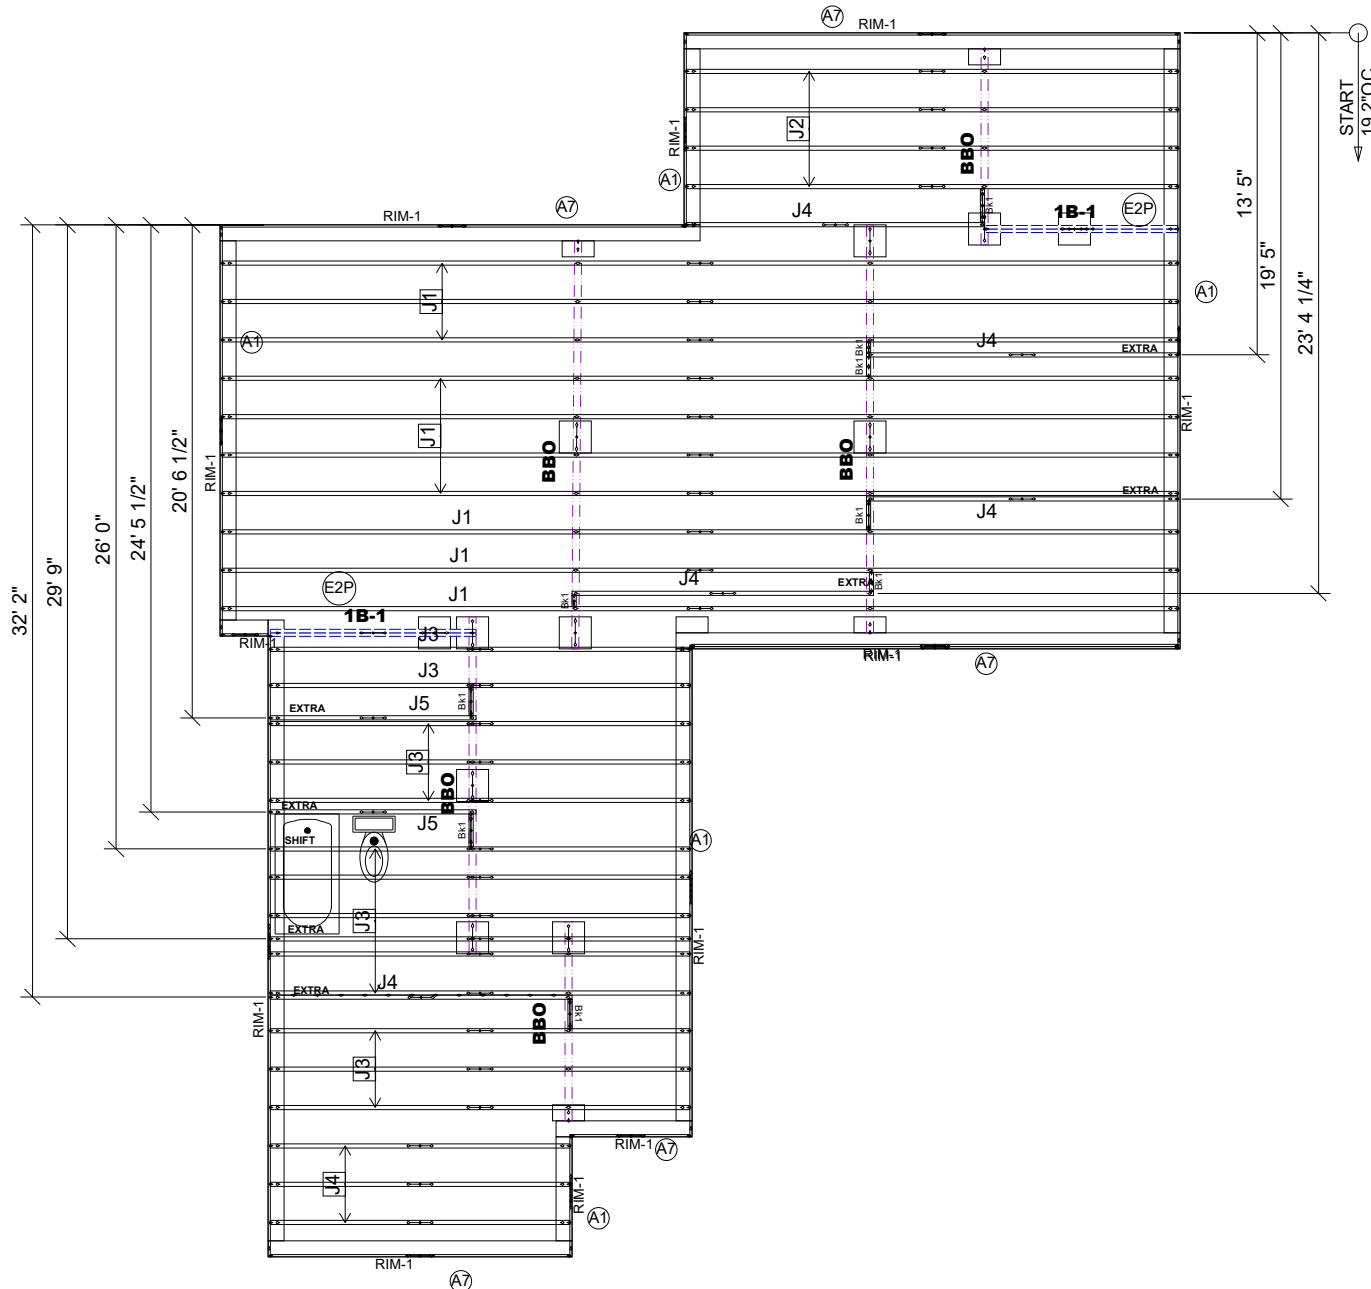 A7
RIM-1
START
19.2"OC
J2
RIM-1
BBO
13' 5"
A1
Bk1
J4
1B-1
E2P
RIM-1
A7
19' 5"
A1
23' 4 1/4"
J1
A1
J4
EXTRA
Bk1
Bk1
RIM-1
J1
BBO
BBO
20' 6 1/2"
RIM-1
EXTRA
J4
Bk1
J1
24' 5 1/2"
26' 0"
J1
J4
EXTRA
Bk1
E2P
J1
Bk1
32' 2"
29' 9"
1B-1
J3
RIM-1
RIM-1
A7
J3
Bk1
J5
EXTRA
J3
BBO
EXTRA
J5
Bk1
SHIFT
A1
J3
EXTRA
RIM-1
J4
EXTRA
RIM-1
BBO
Bk1
J3
RIM-1
A7
J4
RIM-1
A1
RIM-1
A7